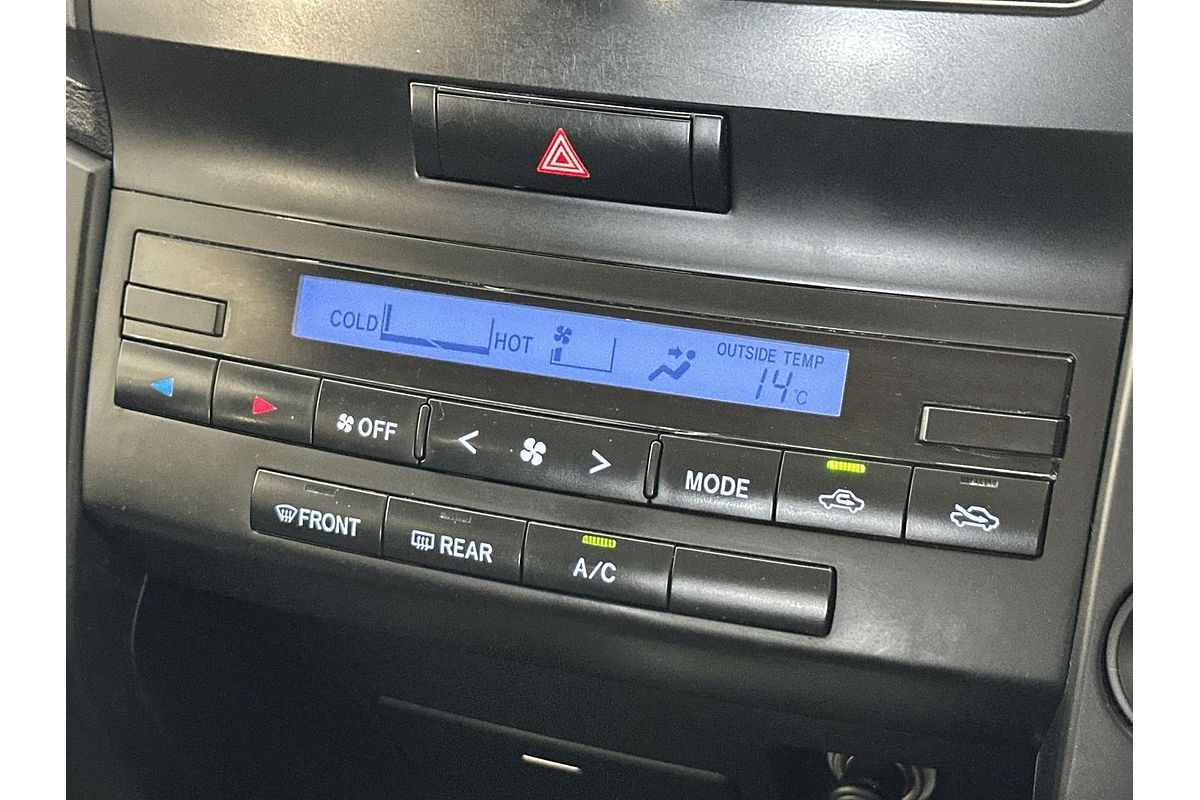 COLD HOT OUTSIDE TEMP
14°C
OFF < > MODE
FRONT REAR A/C